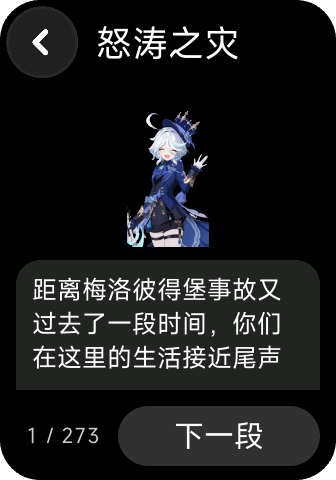 怒涛之灾
距离梅洛彼得堡事故又
过去了一段时间，你们
在这里的生活接近尾声
1 / 273
下一段